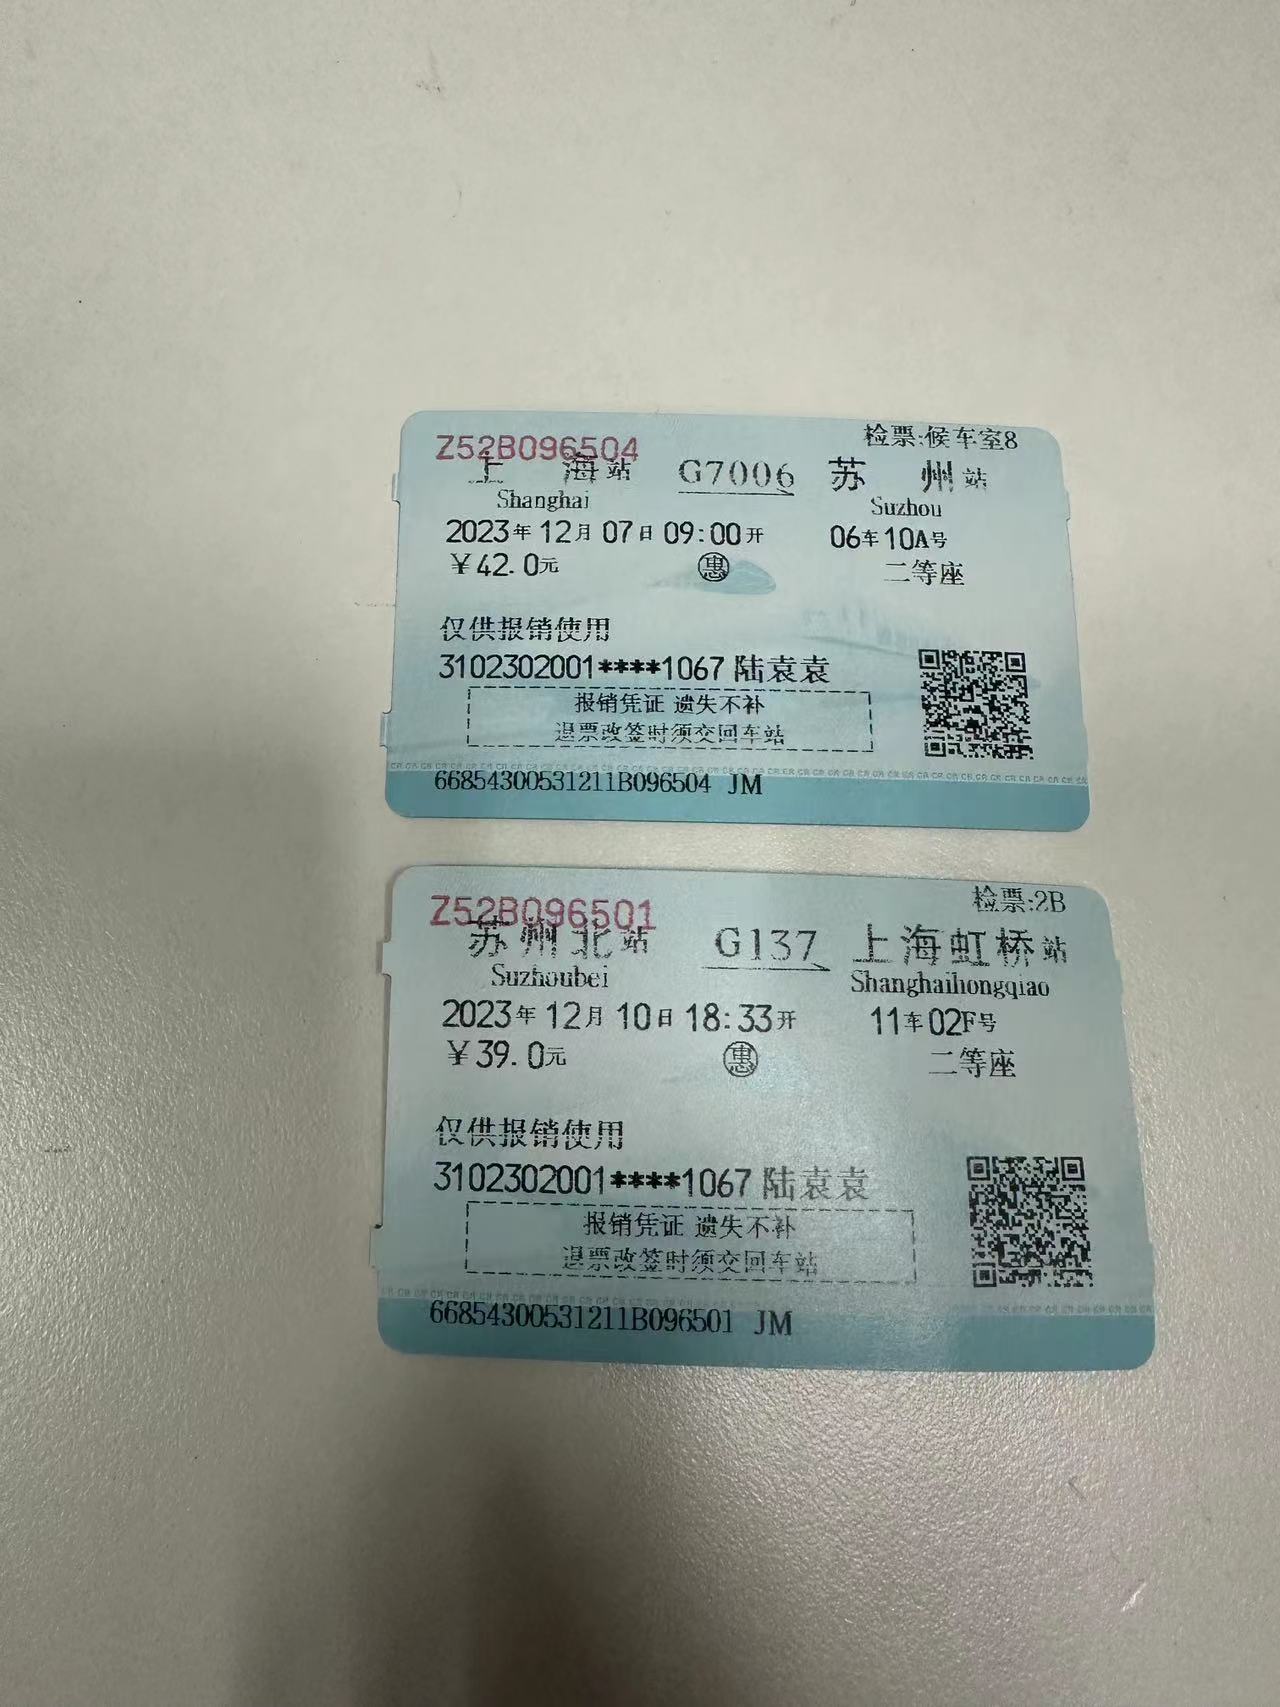 Z52B096504
检票:候车室8
上海站 G7006 苏州站
Shanghai Suzhou
2023年12月07日09:00开 06车10A号
￥42.0元 惠 二等座
仅供报销使用
3102302001****1067 陆袁袁
报销凭证 遗失不补
退票改签时须交回车站
66854300531211B096504 JM
Z52B096501
检票:2B
苏州北站 G137 上海虹桥站
Suzhoubei Shanghaihongqiao
2023年12月10日18:33开 11车02F号
￥39.0元 惠 二等座
仅供报销使用
3102302001****1067 陆袁袁
报销凭证 遗失不补
退票改签时须交回车站
66854300531211B096501 JM